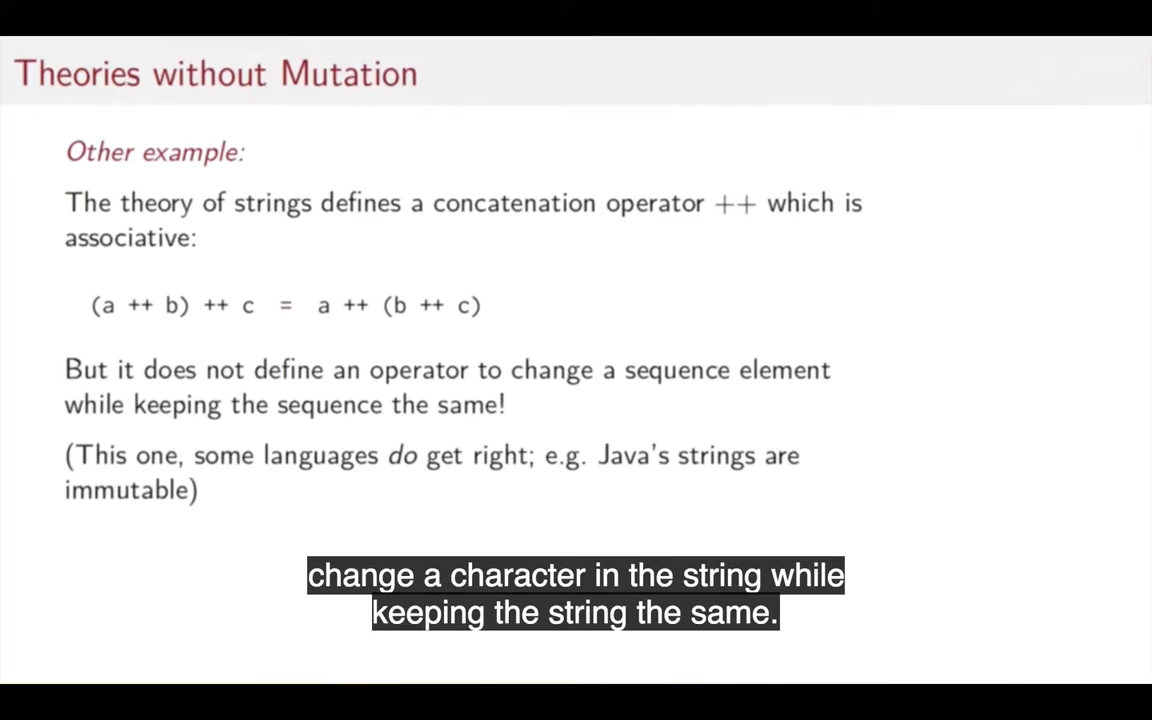 Theories without Mutation
Other example:
The theory of strings defines a concatenation operator ++ which is
associative:
(a ++ b) ++ c = a ++ (b ++ c)
But it does not define an operator to change a sequence element
while keeping the sequence the same!
(This one, some languages do get right; e.g. Java's strings are
immutable)
change a character in the string while
keeping the string the same.